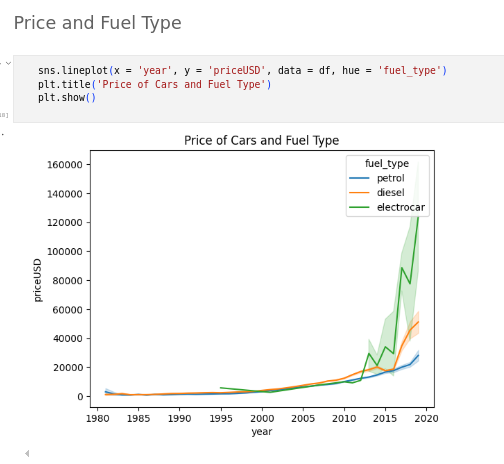 Price and Fuel Type
sns.lineplot(x = 'year', y = 'priceUSD', data = df, hue = 'fuel_type')
plt.title('Price of Cars and Fuel Type')
plt.show()
Price of Cars and Fuel Type
fuel_type
petrol
diesel
electrocar
160000
140000
120000
100000
80000
60000
40000
20000
0
priceUSD
1980 1985 1990 1995 2000 2005 2010 2015 2020
year